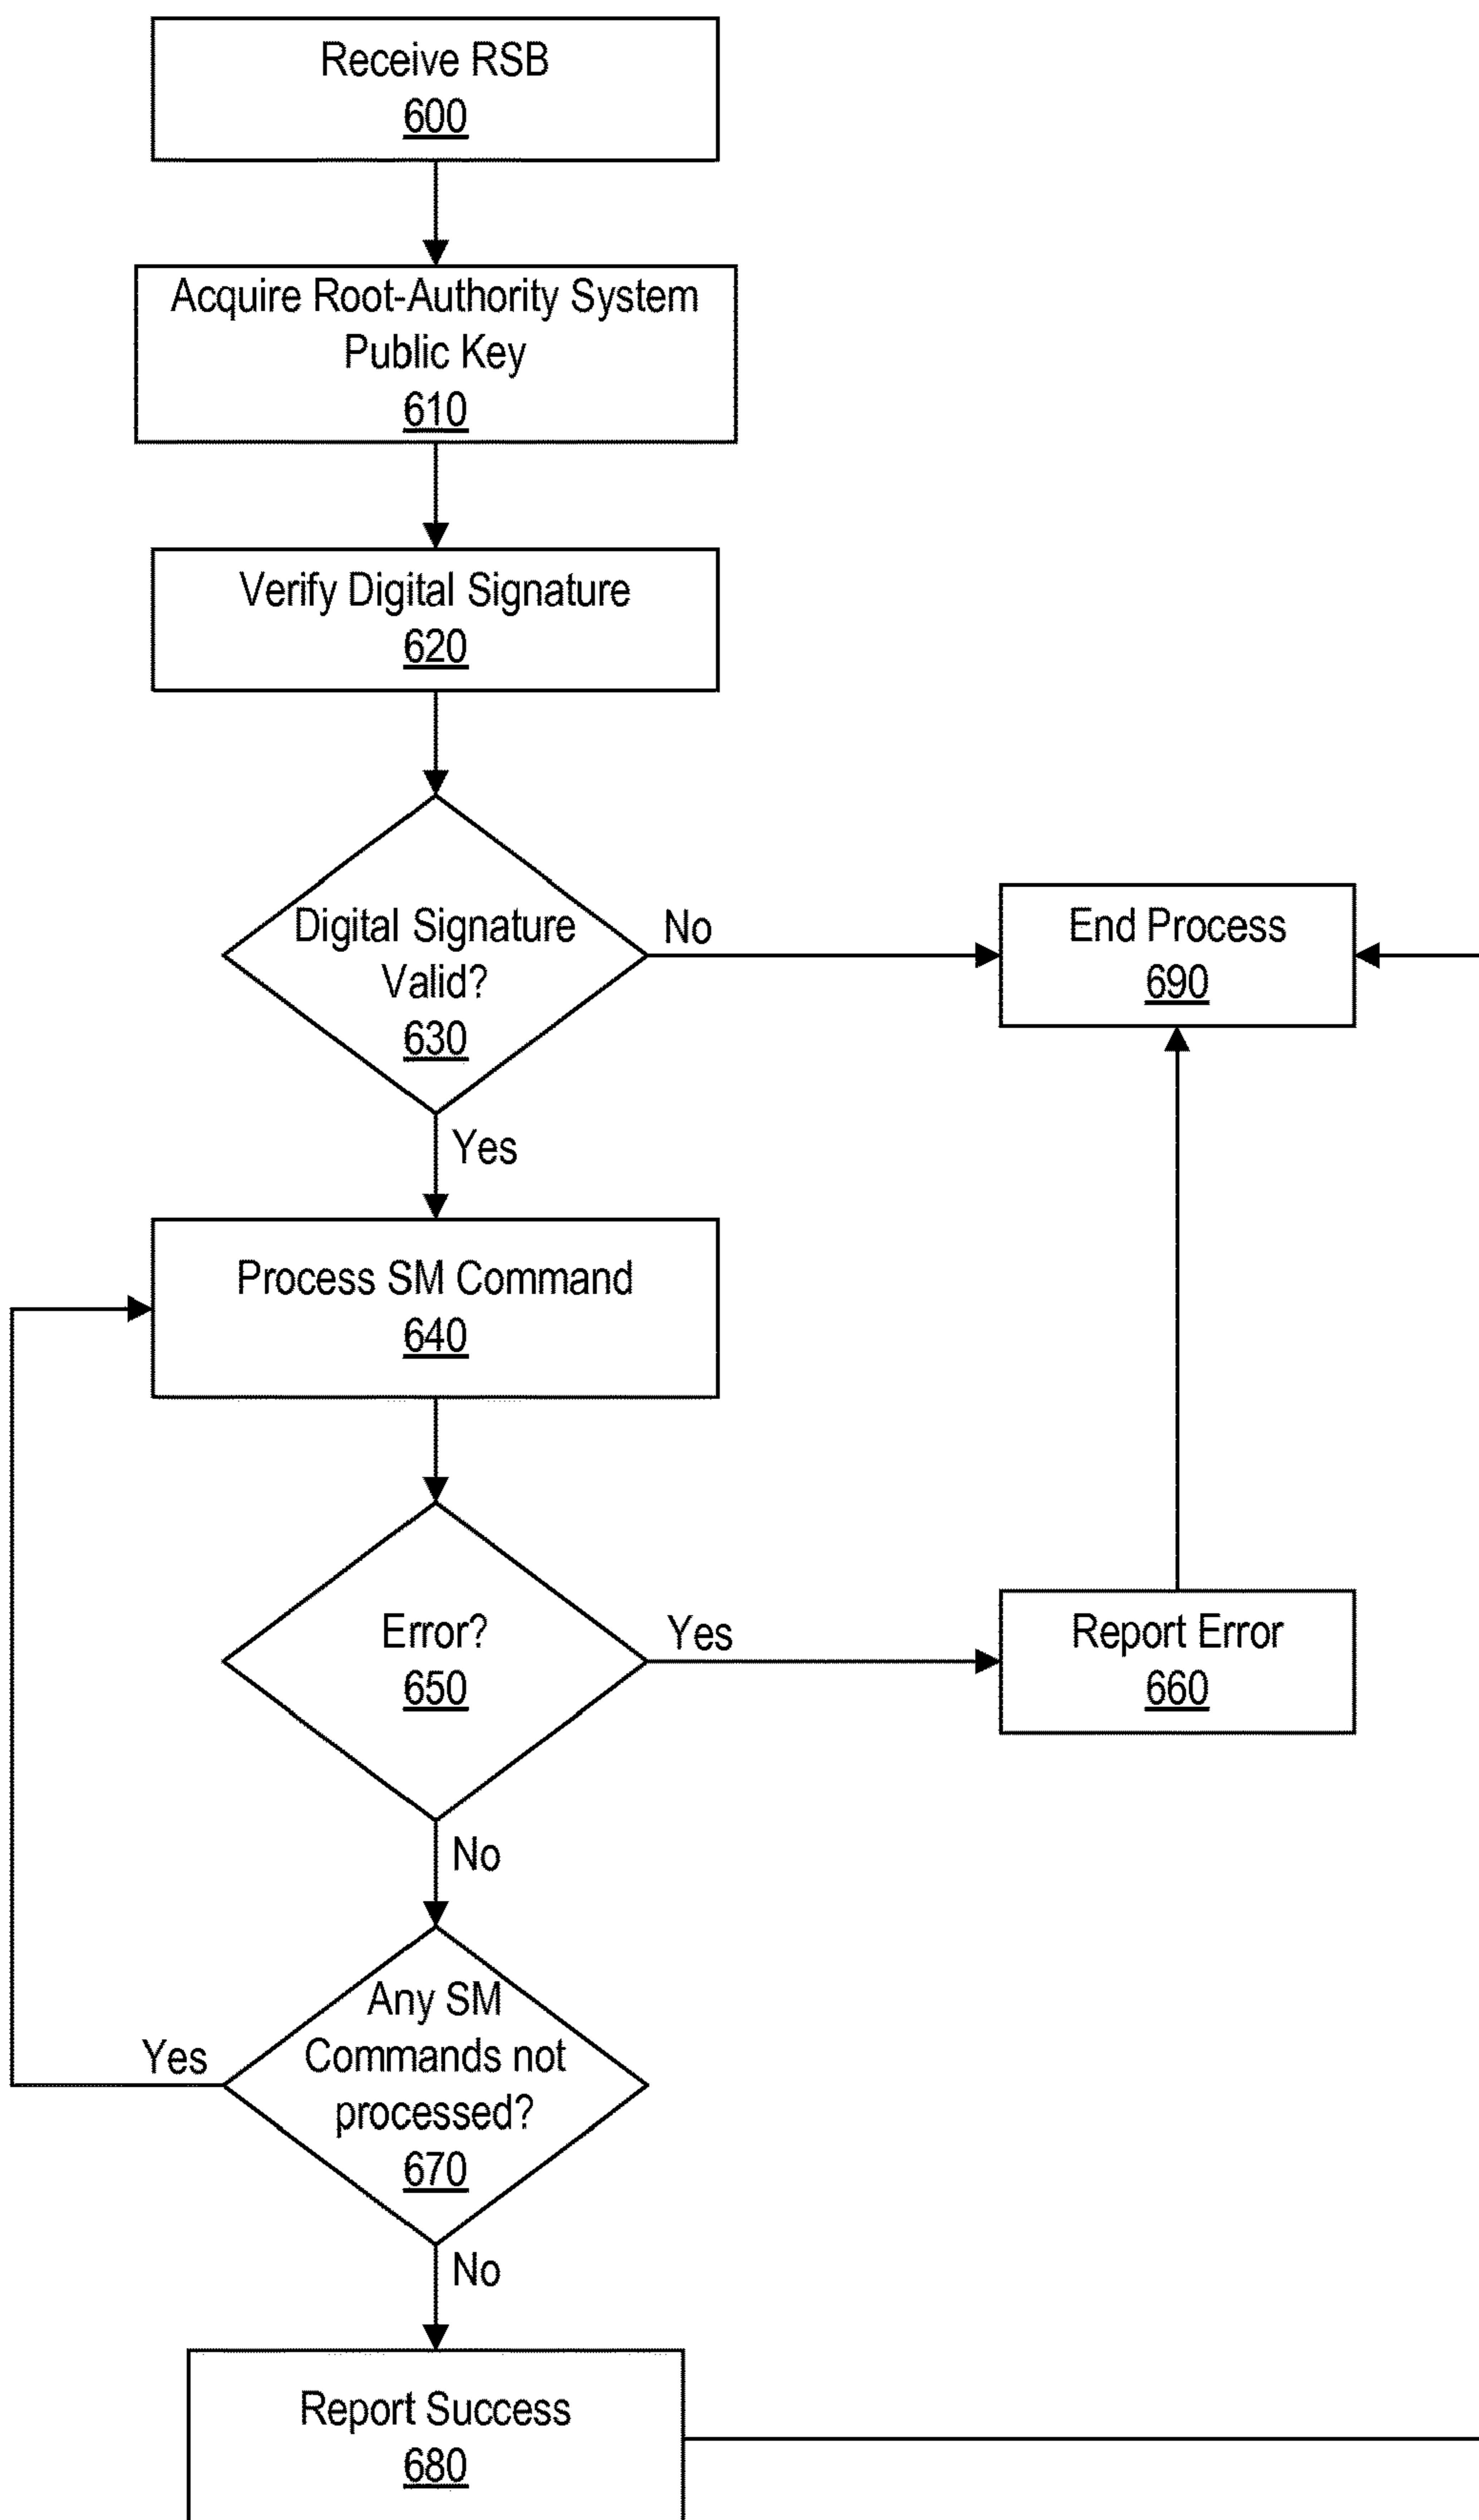 Receive RSB
600
Acquire Root-Authority System
Public Key
610
Verify Digital Signature
620
Digital Signature
Valid?
630
No
End Process
690
Yes
Process SM Command
640
Error?
650
Yes
Report Error
660
No
Any SM
Commands not
processed?
670
Yes
No
Report Success
680